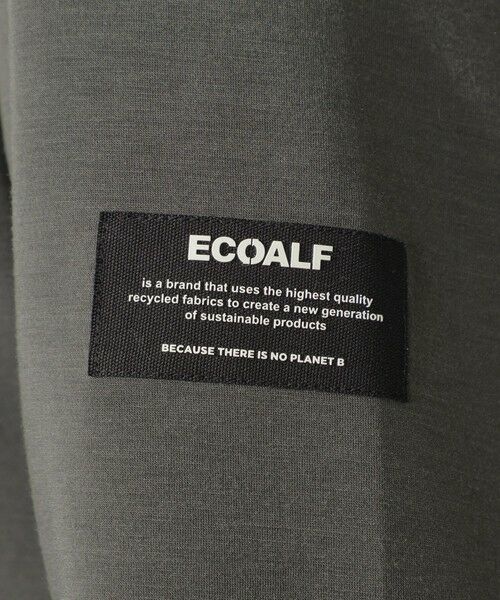 ECOALF
is a brand that uses the highest quality
recycled fabrics to create a new generation
of sustainable products
BECAUSE THERE IS NO PLANET B